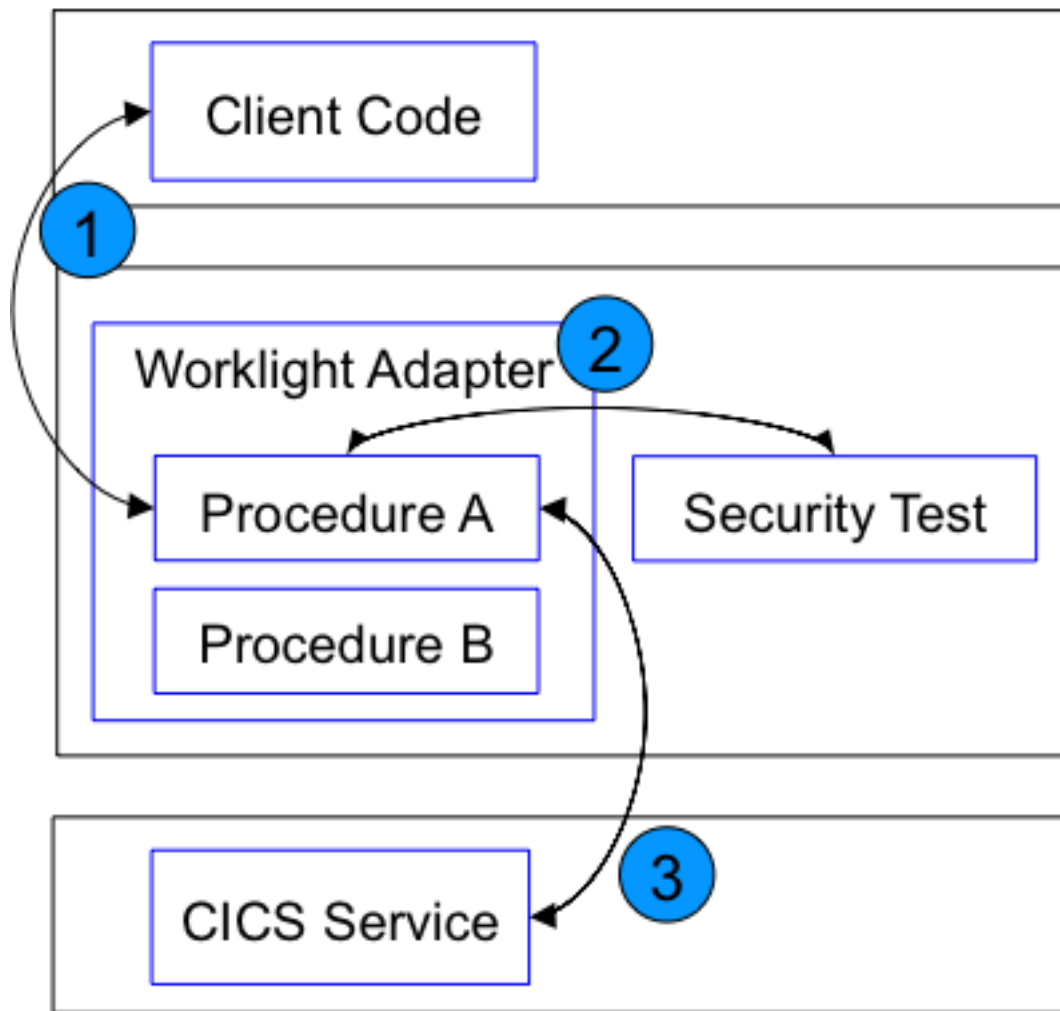 Client Code
1
2
Worklight Adapter
Procedure A
Security Test
Procedure B
3
CICS Service